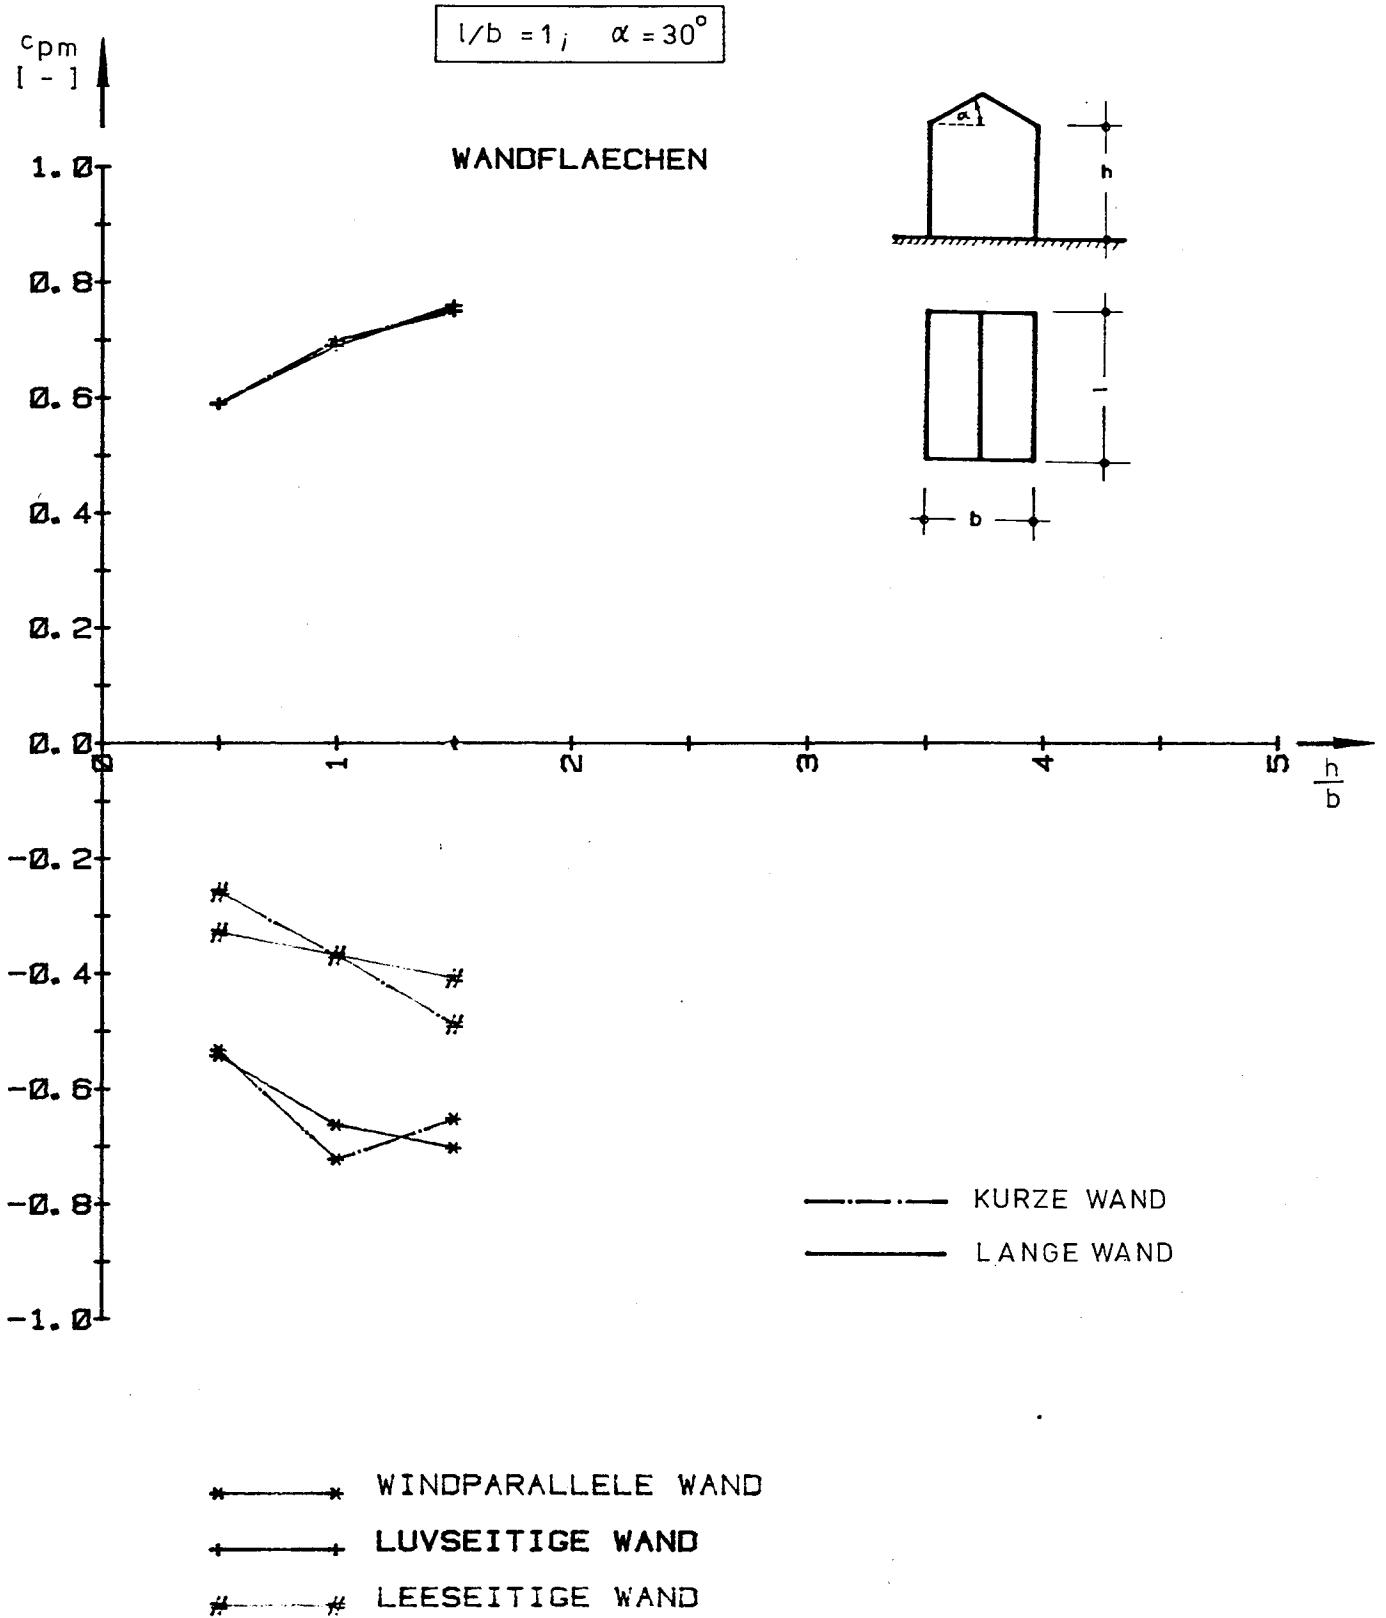 l/b = 1; α = 30°
cpm
[ - ]
WANDFLAECHEN
α
h
l
b
1.0
0.8
0.6
0.4
0.2
0.0
-0.2
-0.4
-0.6
-0.8
-1.0
0 1 2 3 4 5
h
b
KURZE WAND
LANGE WAND
WINDPARALLELE WAND
LUVSEITIGE WAND
LEESEITIGE WAND